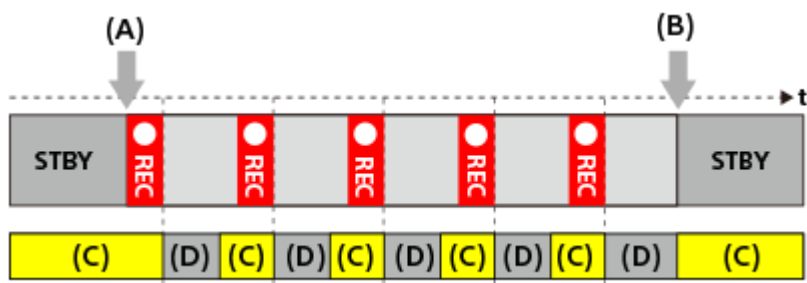 (A) (B)
t
STBY REC REC REC REC REC STBY
(C) (D) (C) (D) (C) (D) (C) (D) (C) (D) (C)